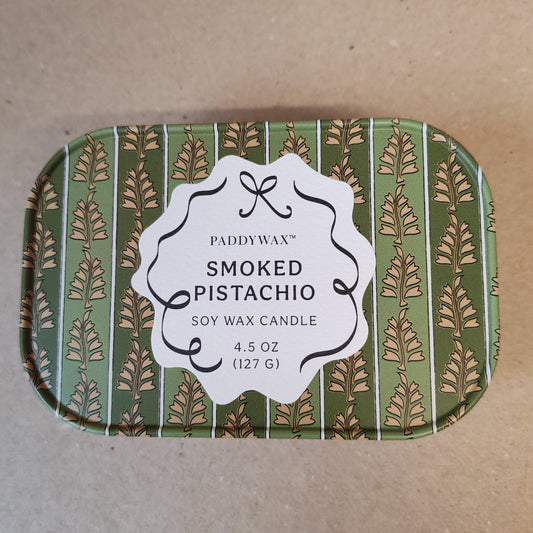 PADDYWAX™
SMOKED
PISTACHIO
SOY WAX CANDLE
4.5 OZ
(127 G)